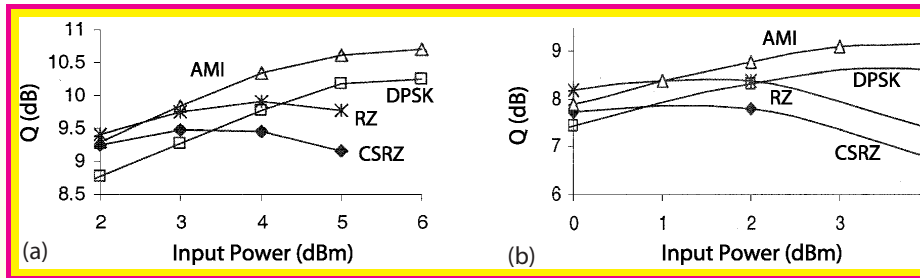 11
10.5
10
9.5
9
8.5
Q (dB)
AMI
DPSK
RZ
CSRZ
2 3 4 5 6
(a)
Input Power (dBm)
9
8
7
6
Q (dB)
AMI
DPSK
RZ
CSRZ
0 1 2 3
(b)
Input Power (dBm)